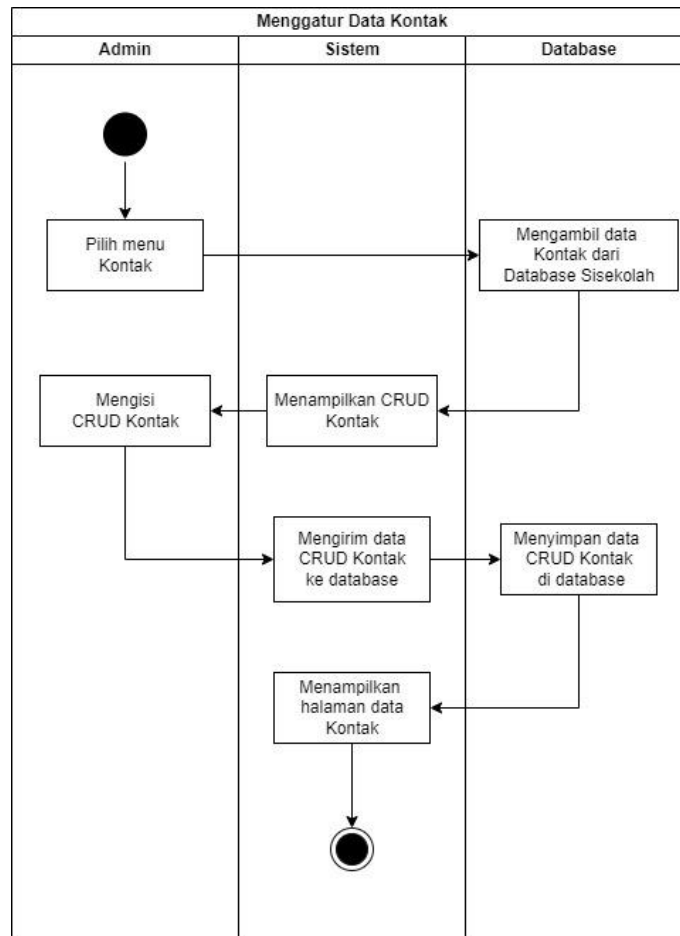 Menggatur Data Kontak
Admin
Sistem
Database
Pilih menu
Kontak
Mengambil data
Kontak dari
Database Sisekolah
Menampilkan CRUD
Kontak
Mengisi
CRUD Kontak
Mengirim data
CRUD Kontak
ke database
Menyimpan data
CRUD Kontak
di database
Menampilkan
halaman data
Kontak